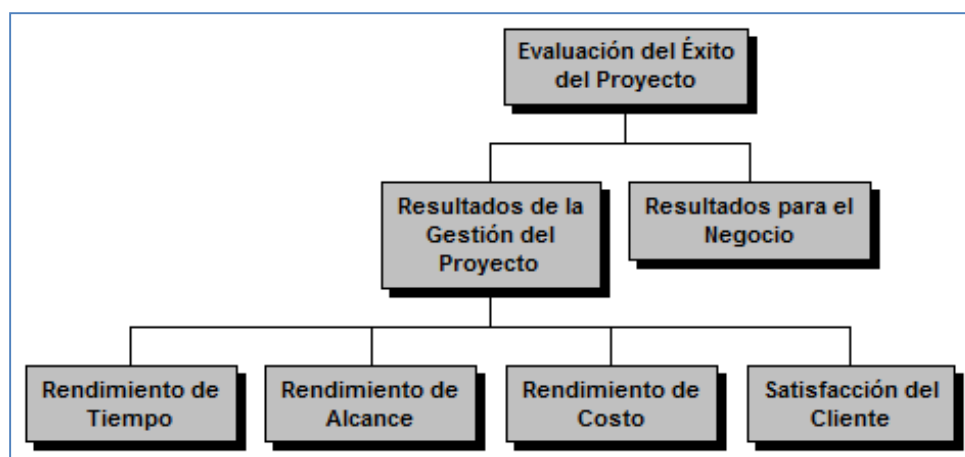 Evaluación del Éxito
del Proyecto
Resultados de la
Gestión del
Proyecto
Resultados para el
Negocio
Rendimiento de
Tiempo
Rendimiento de
Alcance
Rendimiento de
Costo
Satisfacción del
Cliente